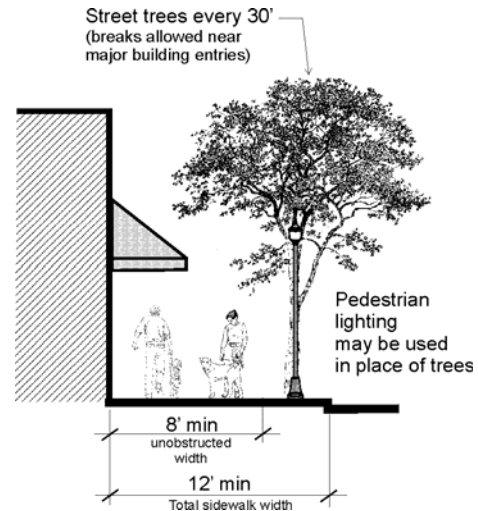 Street trees every 30'
(breaks allowed near
major building entries)
Pedestrian
lighting
may be used
in place of trees
8' min
unobstructed
width
12' min
Total sidewalk width